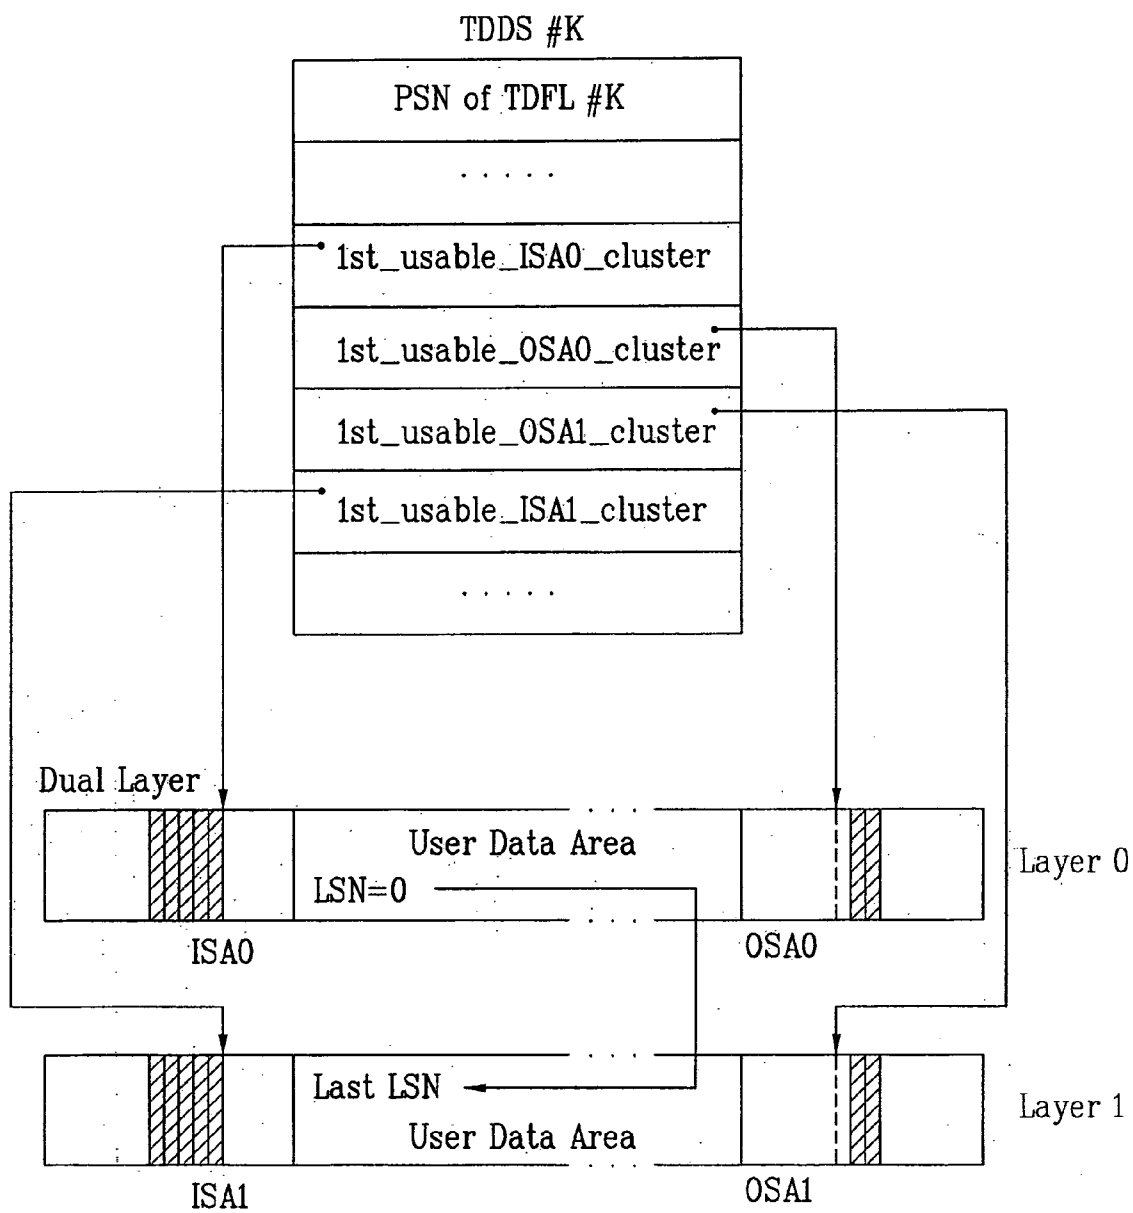 TDDS #K
PSN of TDFL #K
. . . . .
1st_usable_ISA0_cluster
1st_usable_OSA0_cluster
1st_usable_OSA1_cluster
1st_usable_ISA1_cluster
. . . . .
Dual Layer
User Data Area
LSN=0
Layer 0
ISA0
OSA0
Last LSN
User Data Area
Layer 1
ISA1
OSA1